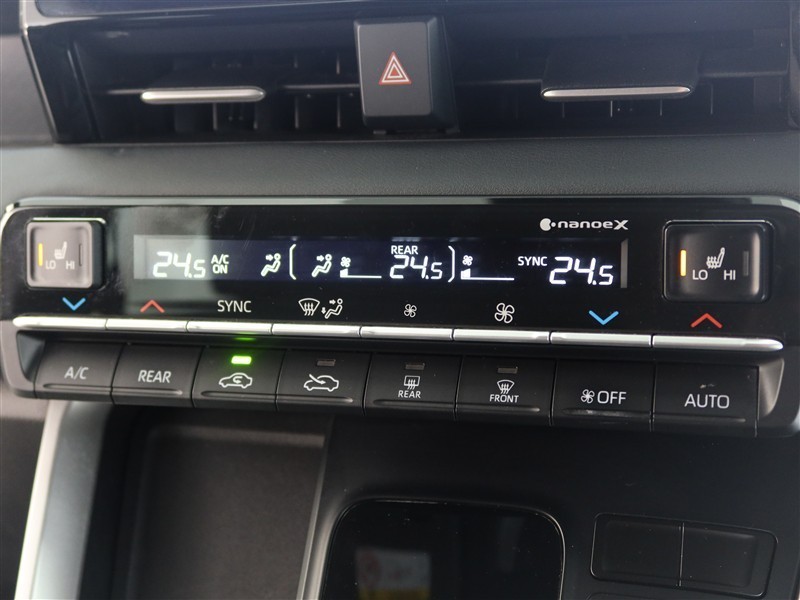 nanoeX
LO HI
24.5 A/C ON REAR 24.5 SYNC 24.5
LO HI
SYNC
A/C REAR REAR FRONT OFF AUTO